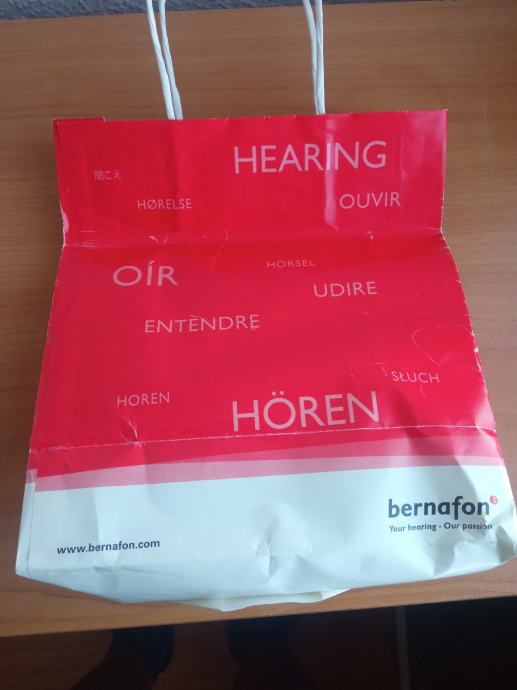 HEARING
聞こえ
HØRELSE
OUVIR
OÍR
HÖRSEL
UDIRE
ENTENDRE
SŁUCH
HOREN
HÖREN
bernafon
Your hearing • Our passion
www.bernafon.com